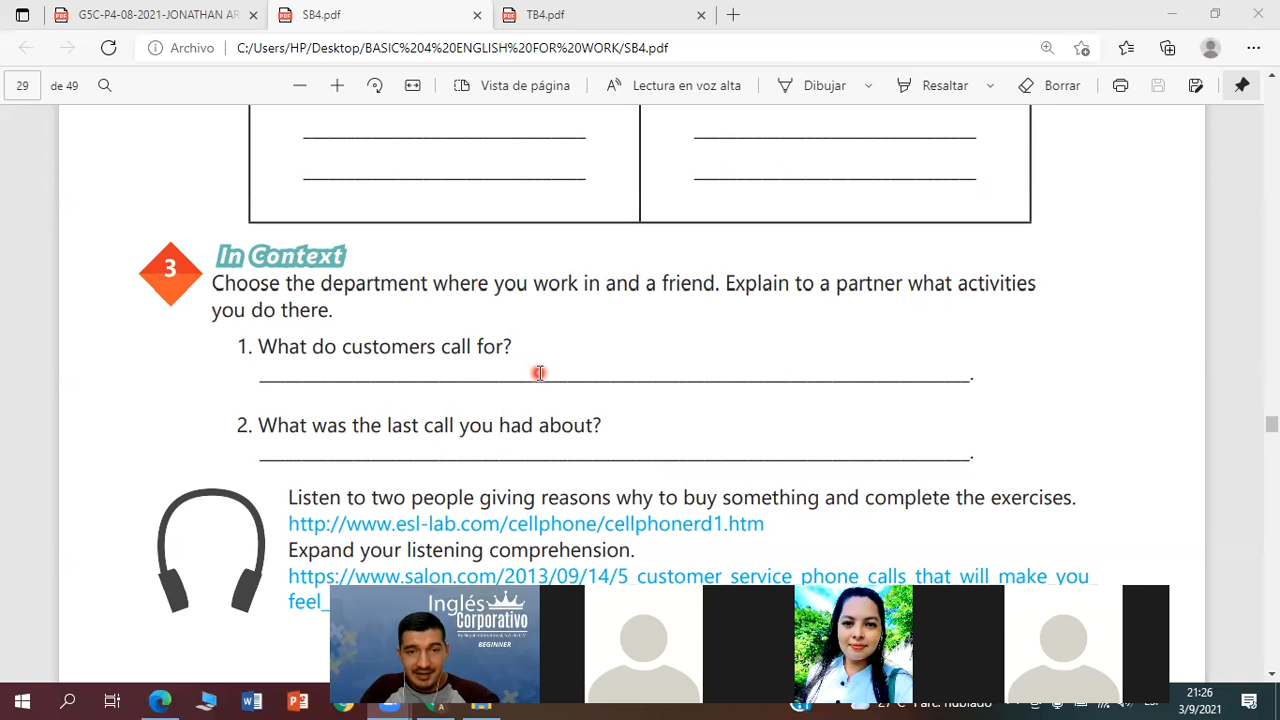 G5C-P4-08-2021-JONATHAN AR
SB4.pdf
TB4.pdf
Archivo
C:/Users/HP/Desktop/BASIC%204%20ENGLISH%20FOR%20WORK/SB4.pdf
29 de 49
Vista de página
Lectura en voz alta
Dibujar
Resaltar
Borrar
3
In Context
Choose the department where you work in and a friend. Explain to a partner what activities
you do there.
1. What do customers call for?
2. What was the last call you had about?
Listen to two people giving reasons why to buy something and complete the exercises.
http://www.esl-lab.com/cellphone/cellphonerd1.htm
Expand your listening comprehension.
https://www.salon.com/2013/09/14/5_customer_service_phone_calls_that_will_make_you
feel_
Inglés
Corporativo
BEGINNER
21:26
3/9/2021